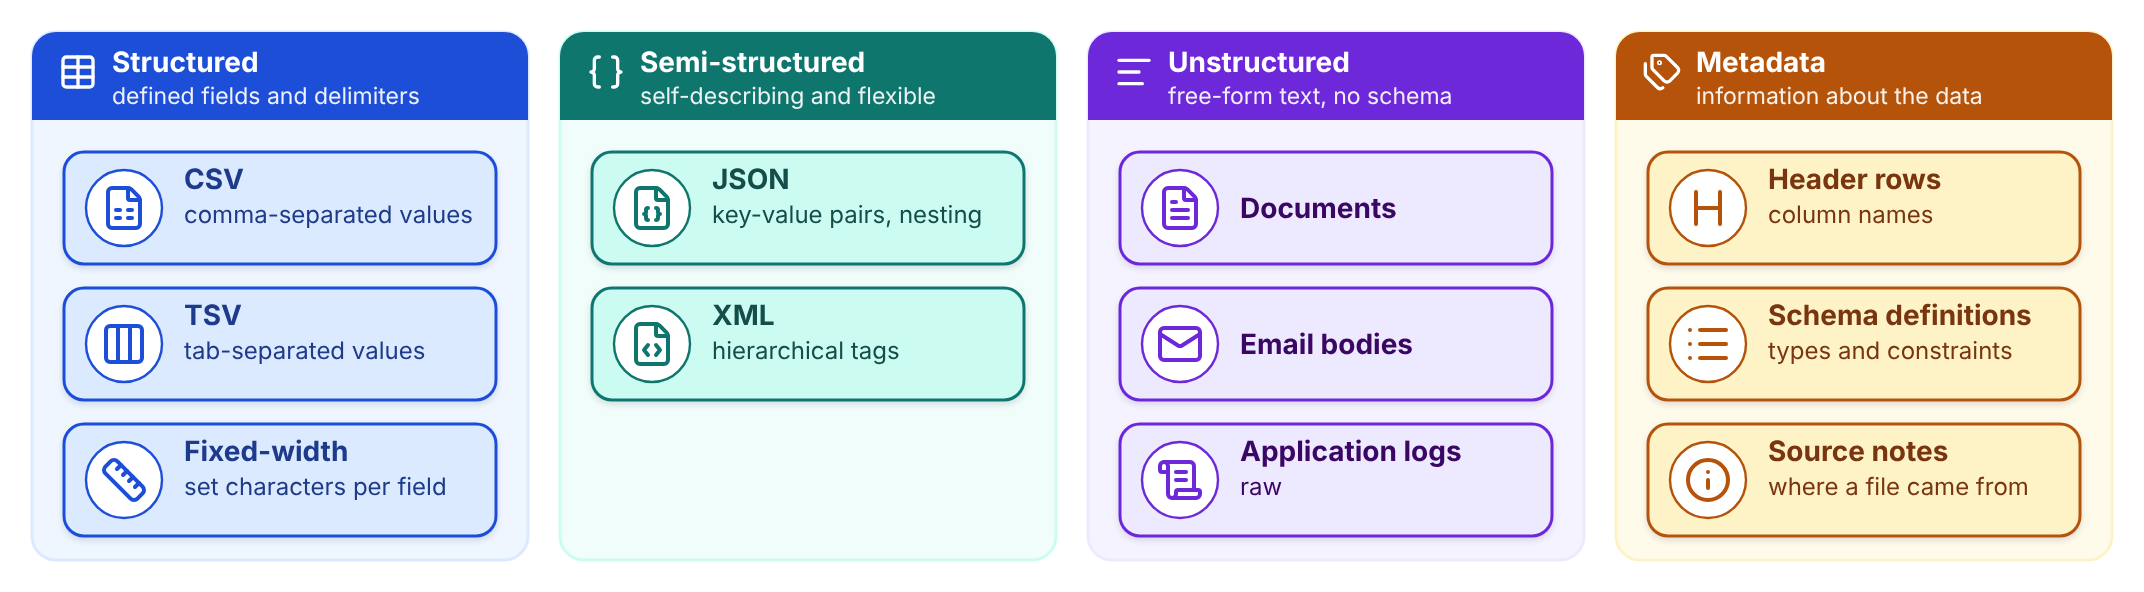 Structured
defined fields and delimiters
CSV
comma-separated values
TSV
tab-separated values
Fixed-width
set characters per field
Semi-structured
self-describing and flexible
JSON
key-value pairs, nesting
XML
hierarchical tags
Unstructured
free-form text, no schema
Documents
Email bodies
Application logs
raw
Metadata
information about the data
Header rows
column names
Schema definitions
types and constraints
Source notes
where a file came from